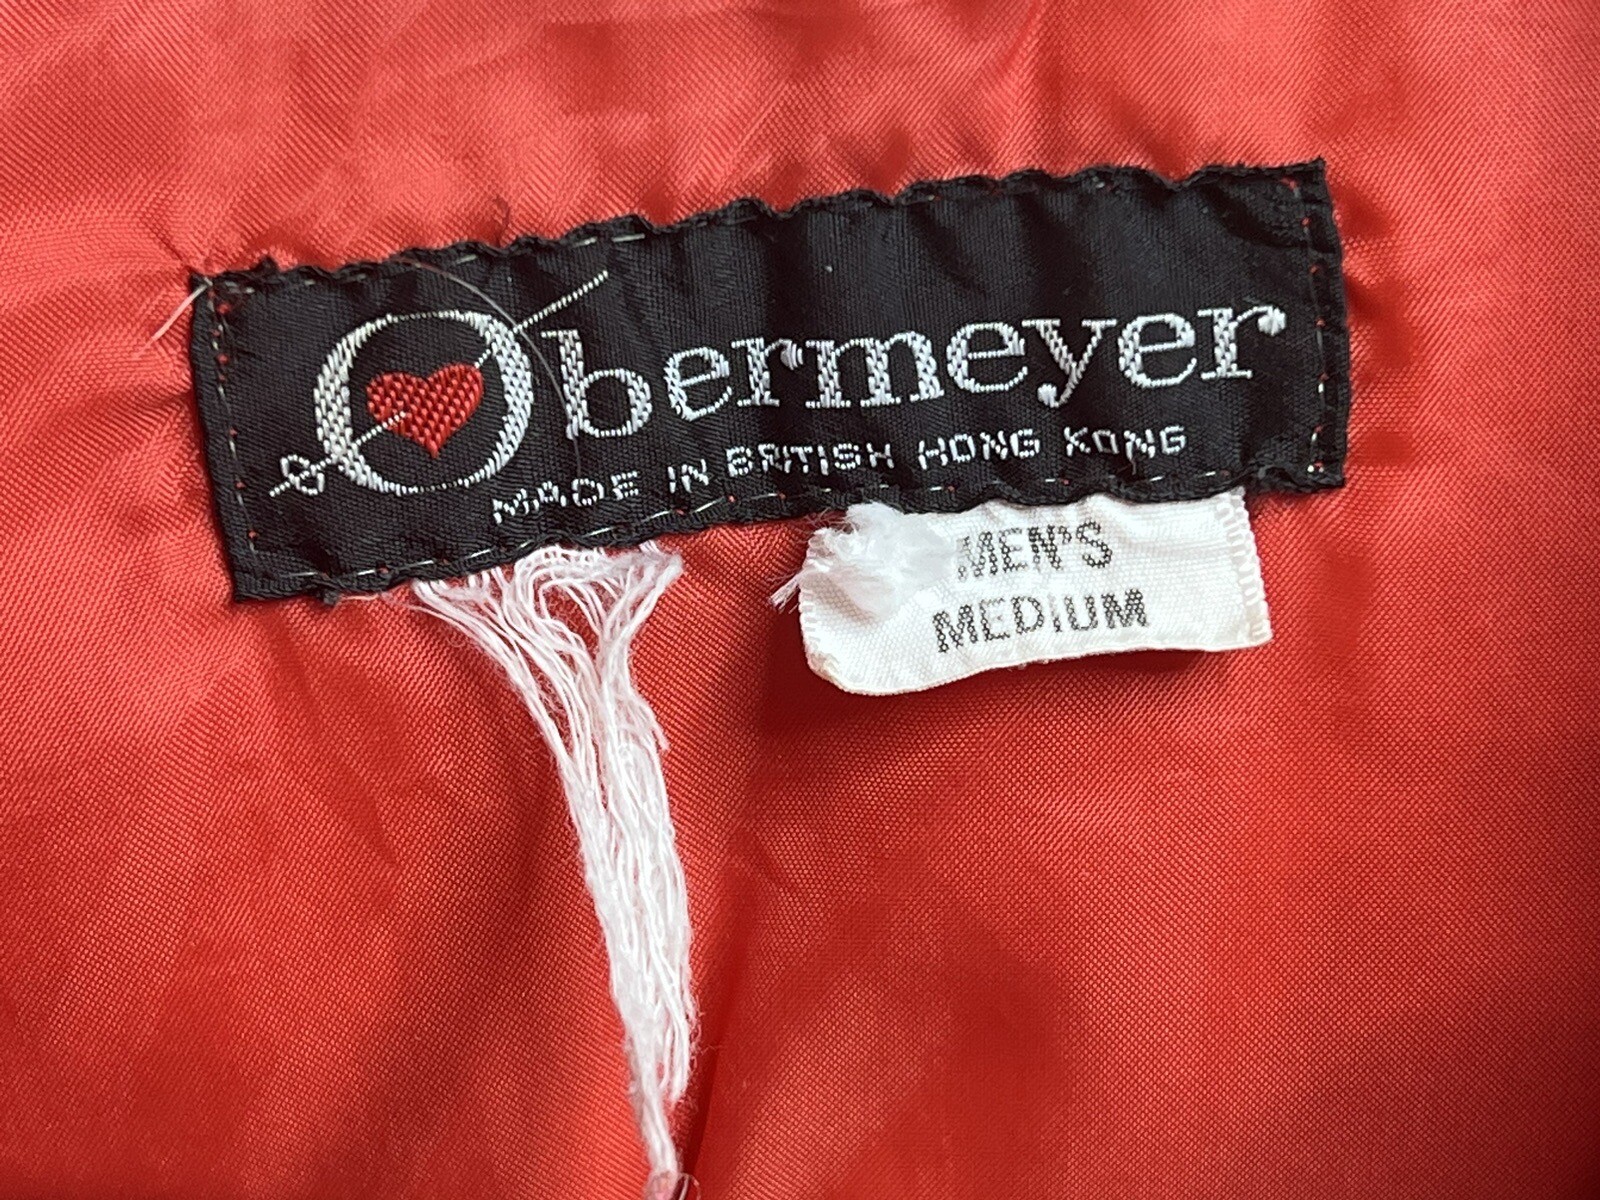 Obermeyer
MADE IN BRITISH HONG KONG
MEN'S
MEDIUM